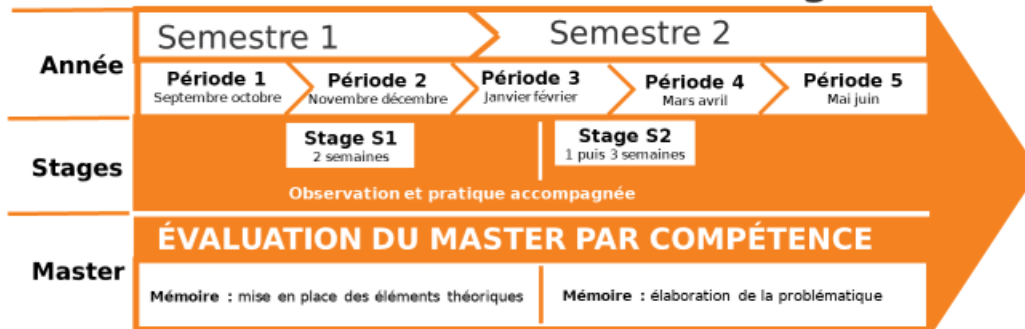 Année
Semestre 1
Semestre 2
Période 1
Septembre octobre
Période 2
Novembre décembre
Période 3
Janvier février
Période 4
Mars avril
Période 5
Mai juin
Stages
Stage S1
2 semaines
Stage S2
1 puis 3 semaines
Observation et pratique accompagnée
Master
ÉVALUATION DU MASTER PAR COMPÉTENCE
Mémoire : mise en place des éléments théoriques
Mémoire : élaboration de la problématique